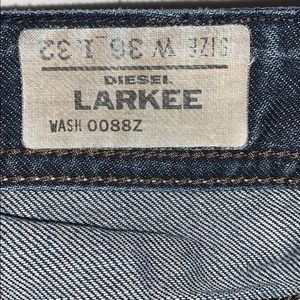 SIZE W 36 L 32
DIESEL
LARKEE
WASH 0088Z